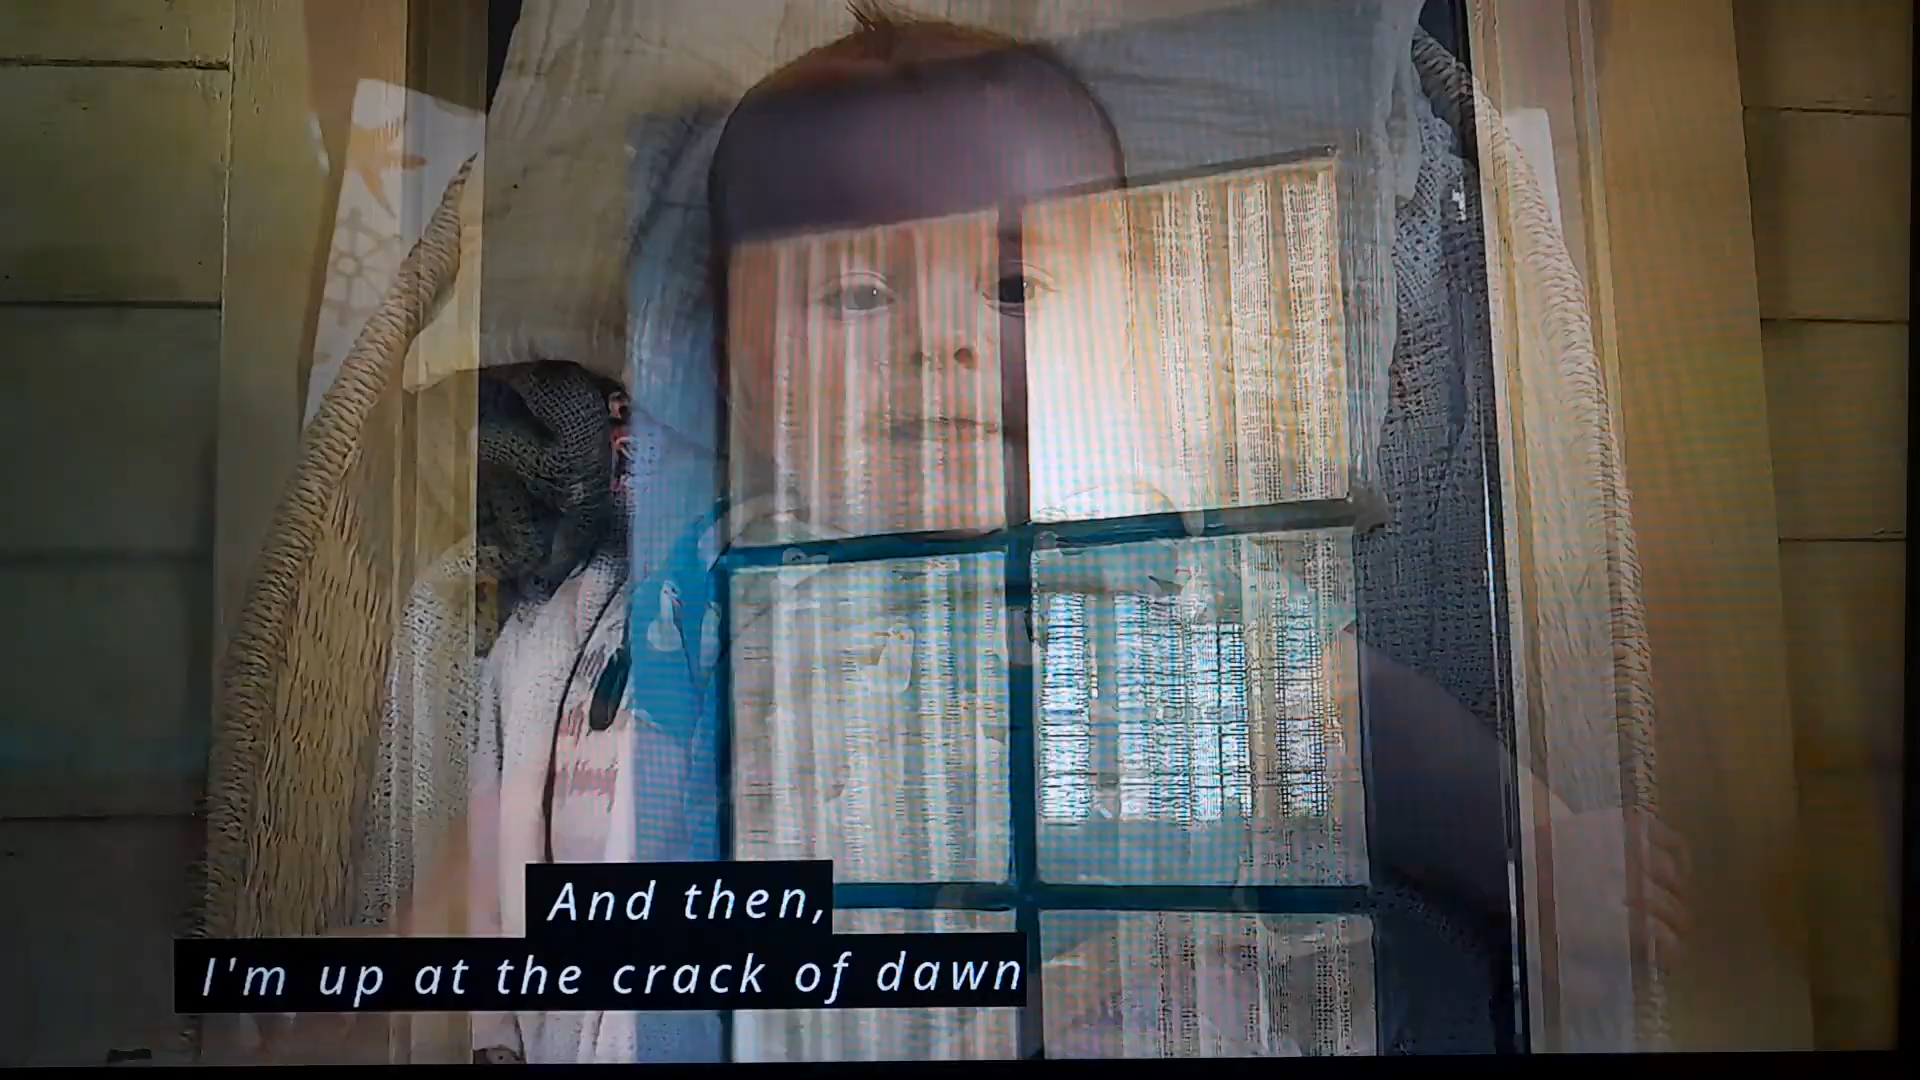 And then,
I'm up at the crack of dawn